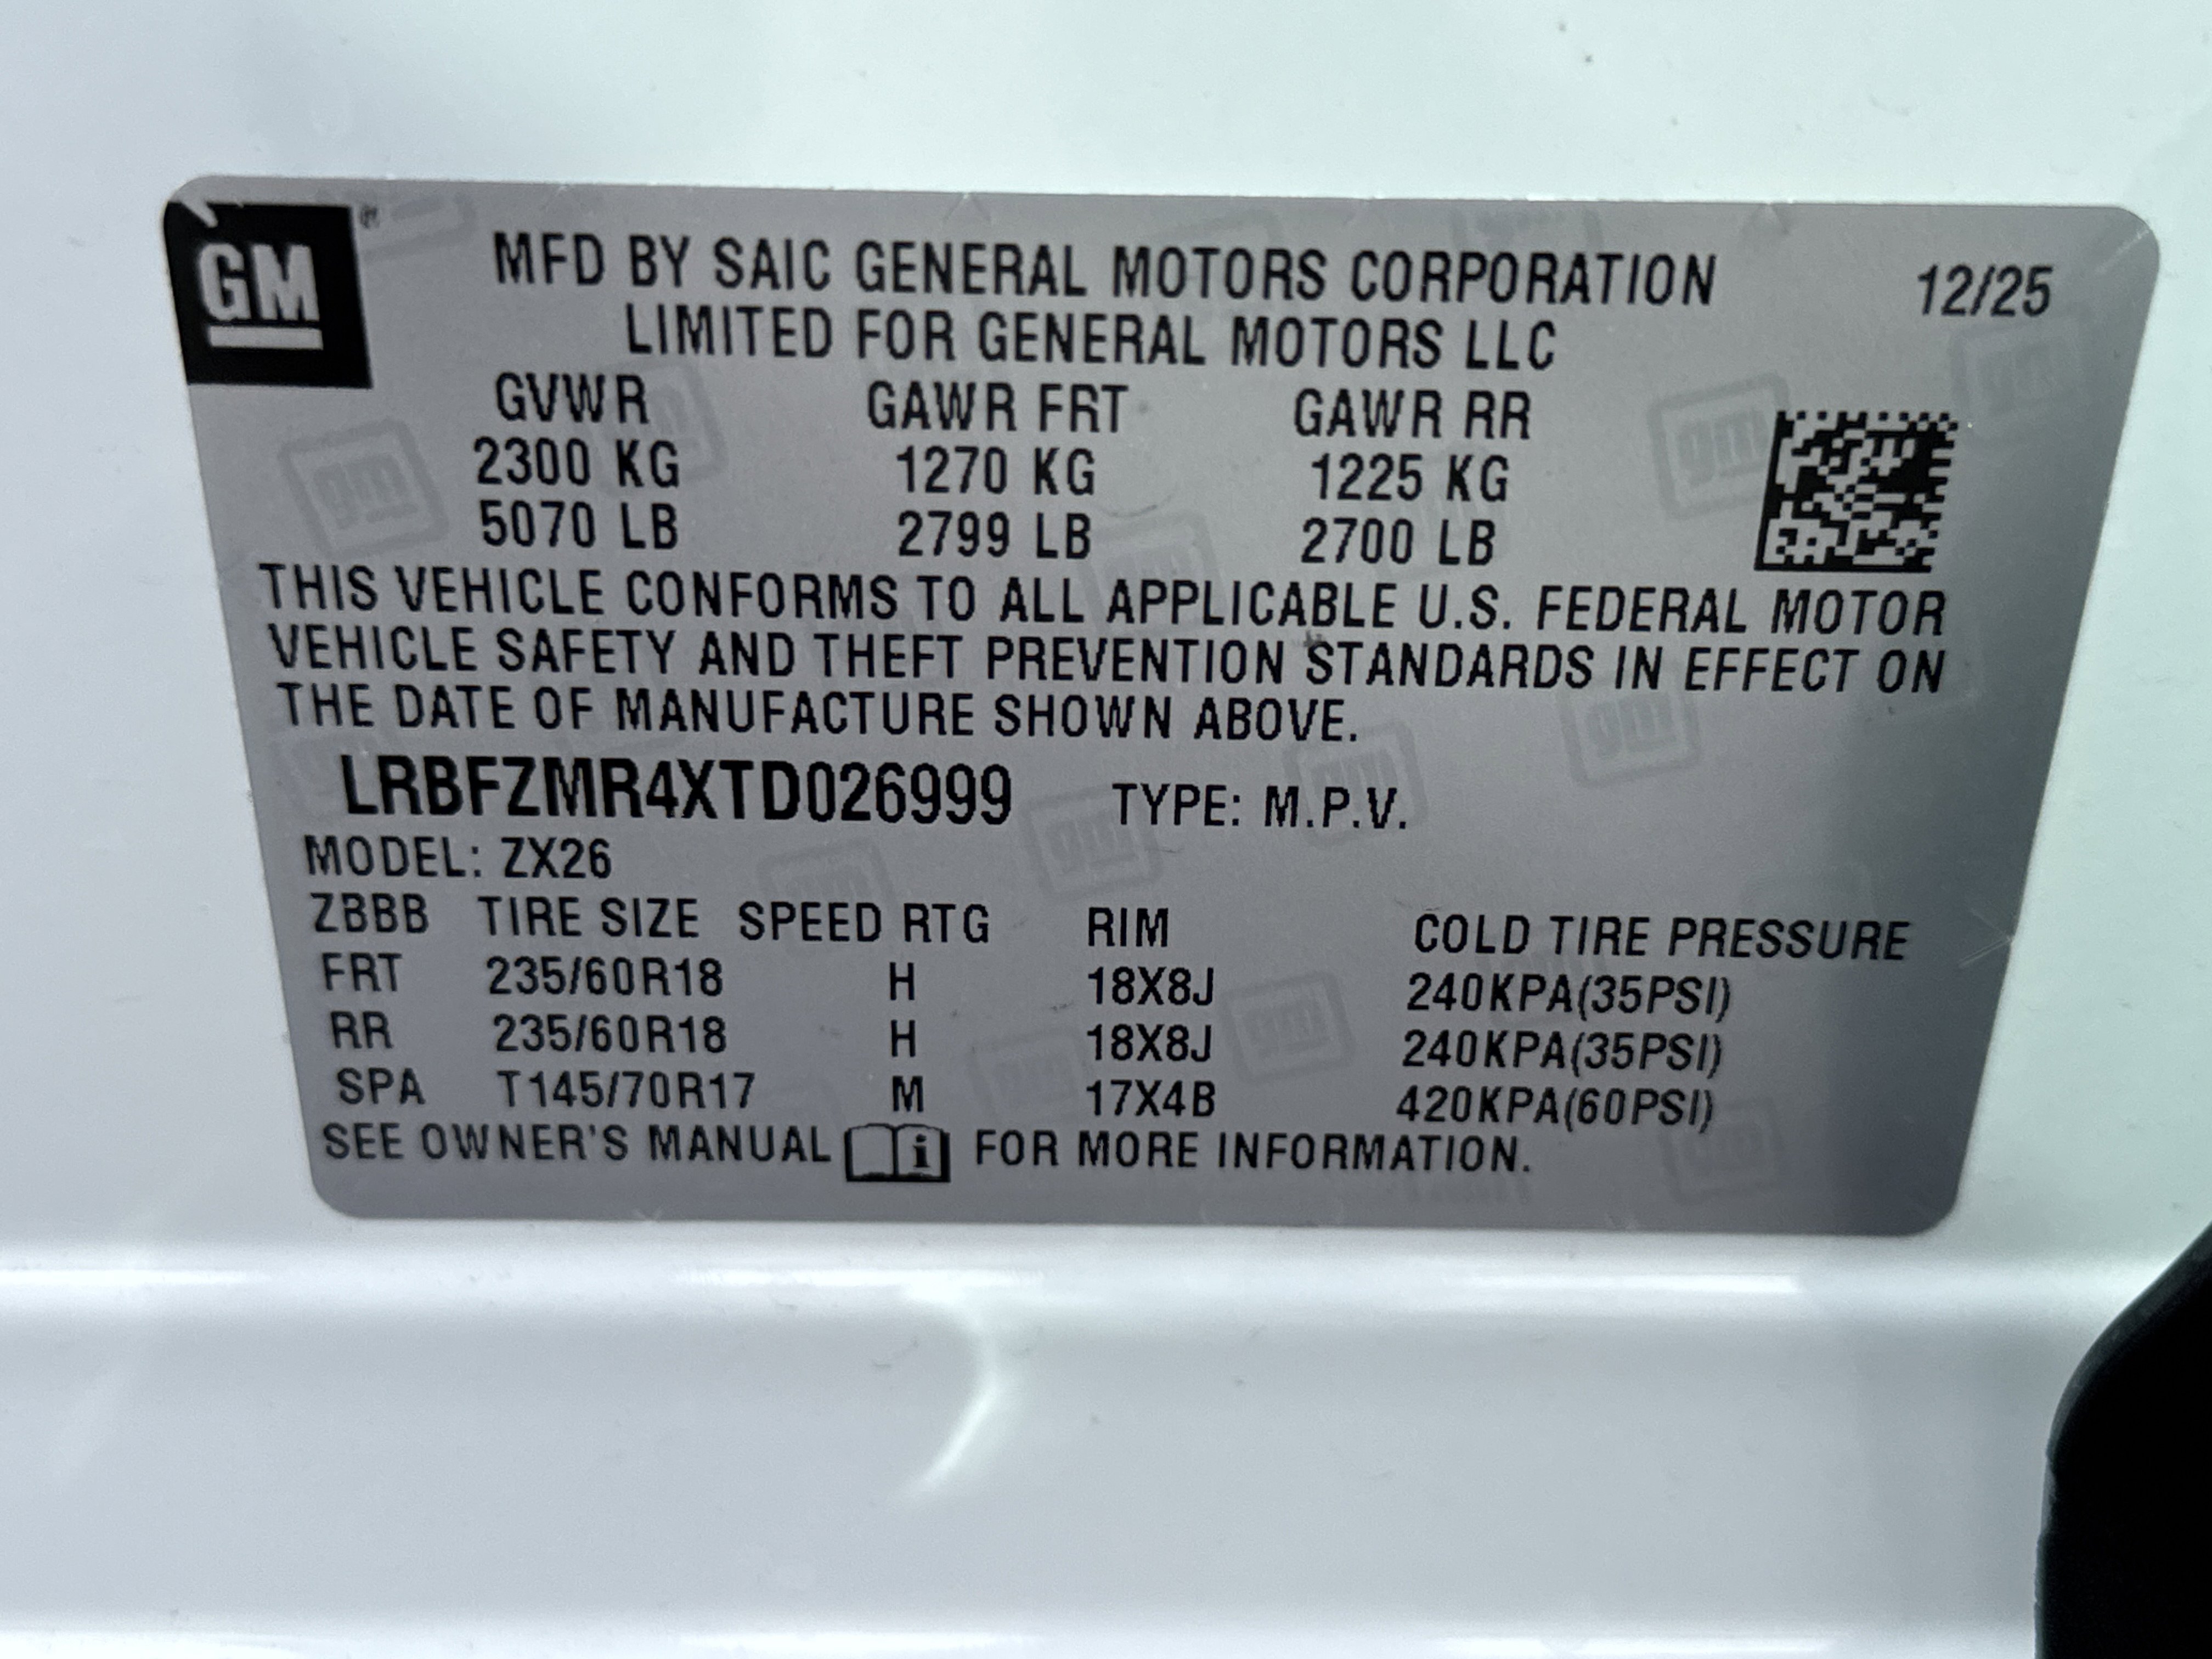 GM
MFD BY SAIC GENERAL MOTORS CORPORATION 12/25
LIMITED FOR GENERAL MOTORS LLC
GVWR GAWR FRT GAWR RR
2300 KG 1270 KG 1225 KG
5070 LB 2799 LB 2700 LB
THIS VEHICLE CONFORMS TO ALL APPLICABLE U.S. FEDERAL MOTOR
VEHICLE SAFETY AND THEFT PREVENTION STANDARDS IN EFFECT ON
THE DATE OF MANUFACTURE SHOWN ABOVE.
LRBFZMR4XTD026999 TYPE: M.P.V.
MODEL: ZX26
ZBBB TIRE SIZE SPEED RTG RIM COLD TIRE PRESSURE
FRT 235/60R18 H 18X8J 240KPA(35PSI)
RR 235/60R18 H 18X8J 240KPA(35PSI)
SPA T145/70R17 M 17X4B 420KPA(60PSI)
SEE OWNER'S MANUAL i FOR MORE INFORMATION.